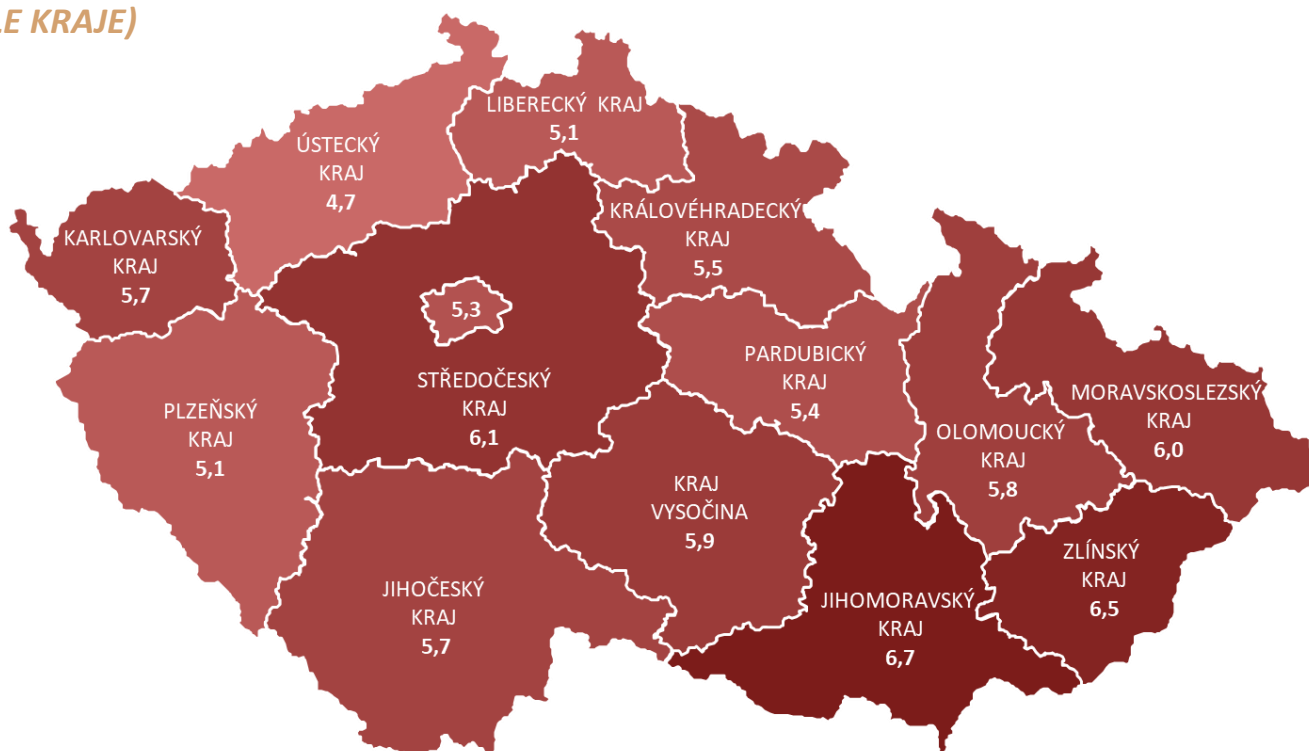 LE KRAJE)
LIBERECKÝ KRAJ
5,1
ÚSTECKÝ
KRAJ
4,7
KRÁLOVÉHRADECKÝ
KRAJ
5,5
KARLOVARSKÝ
KRAJ
5,7
5,3
STŘEDOČESKÝ
KRAJ
6,1
PARDUBICKÝ
KRAJ
5,4
MORAVSKOSLEZSKÝ
KRAJ
6,0
PLZEŇSKÝ
KRAJ
5,1
OLOMOUCKÝ
KRAJ
5,8
KRAJ
VYSOČINA
5,9
ZLÍNSKÝ
KRAJ
6,5
JIHOČESKÝ
KRAJ
5,7
JIHOMORAVSKÝ
KRAJ
6,7